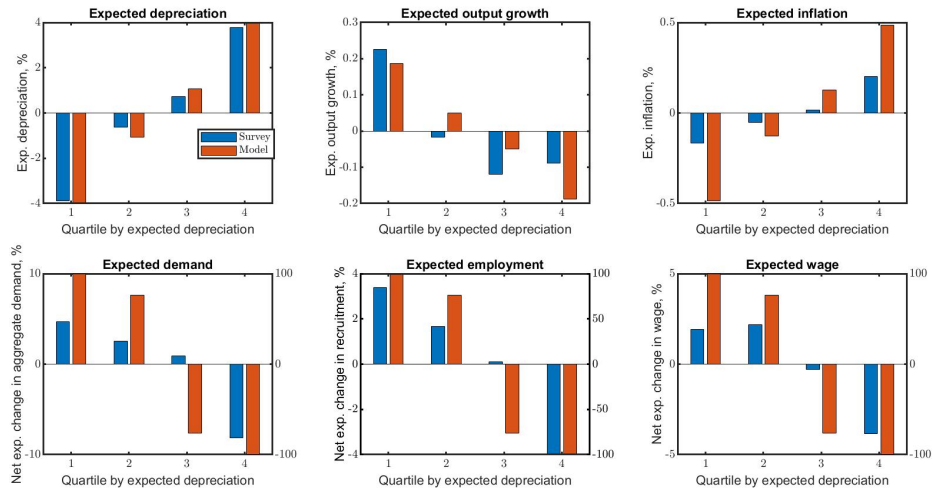 Expected depreciation
Exp. depreciation, %
4
2
0
-2
-4
Survey
Model
1 2 3 4
Quartile by expected depreciation
Expected output growth
Exp. output growth, %
0.3
0.2
0.1
0
-0.1
-0.2
1 2 3 4
Quartile by expected depreciation
Expected inflation
Exp. inflation, %
0.5
0
-0.5
1 2 3 4
Quartile by expected depreciation
Expected demand
Net exp. change in aggregate demand, %
10
0
-10
100
0
-100
1 2 3 4
Quartile by expected depreciation
Expected employment
Net exp. change in recruitment, %
4
2
0
-2
-4
100
50
0
-50
-100
1 2 3 4
Quartile by expected depreciation
Expected wage
Net exp. change in wage, %
5
0
-5
100
0
-100
1 2 3 4
Quartile by expected depreciation